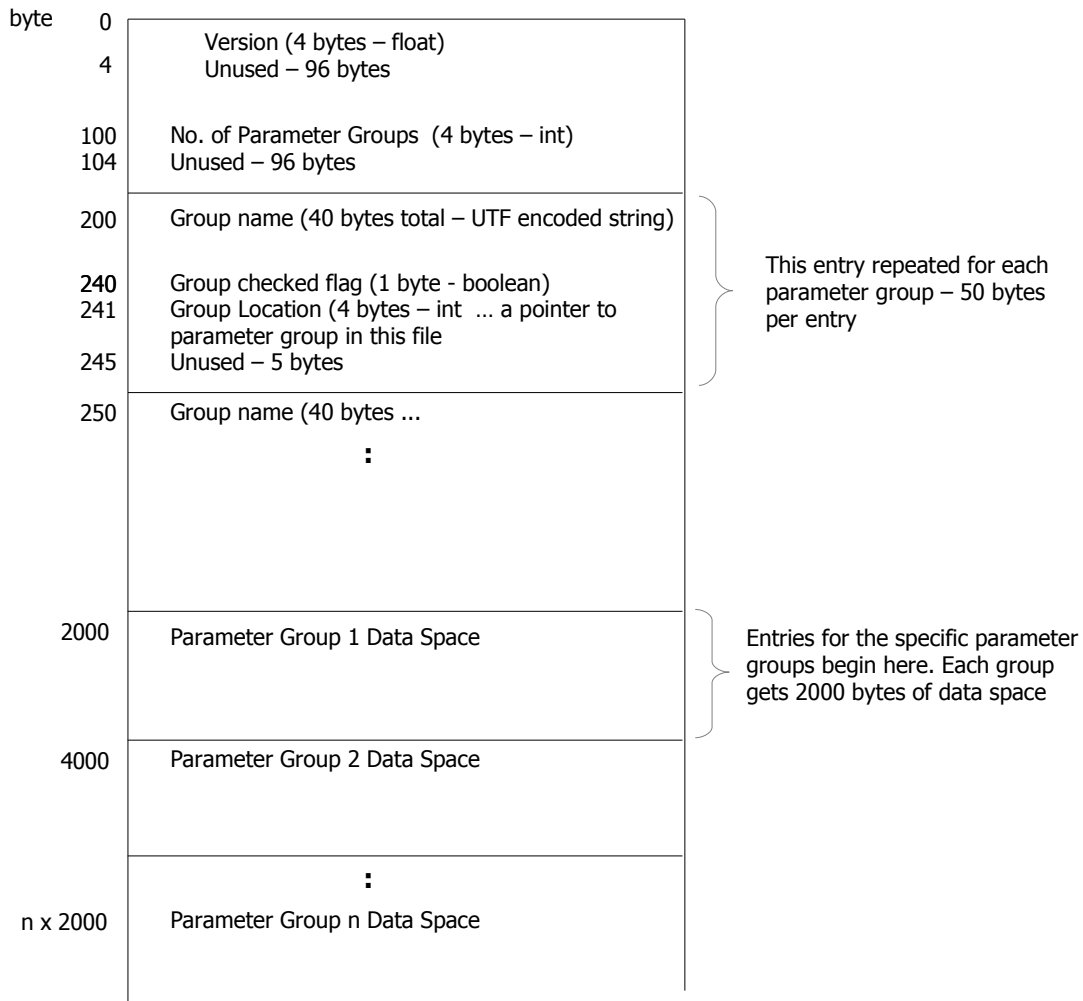 byte 0
Version (4 bytes – float)
4 Unused – 96 bytes
100 No. of Parameter Groups (4 bytes – int)
104 Unused – 96 bytes
200 Group name (40 bytes total – UTF encoded string)
240 Group checked flag (1 byte - boolean)
241 Group Location (4 bytes – int ... a pointer to
parameter group in this file
245 Unused – 5 bytes
This entry repeated for each
parameter group – 50 bytes
per entry
250 Group name (40 bytes ...
:
2000 Parameter Group 1 Data Space
Entries for the specific parameter
groups begin here. Each group
gets 2000 bytes of data space
4000 Parameter Group 2 Data Space
:
n x 2000 Parameter Group n Data Space